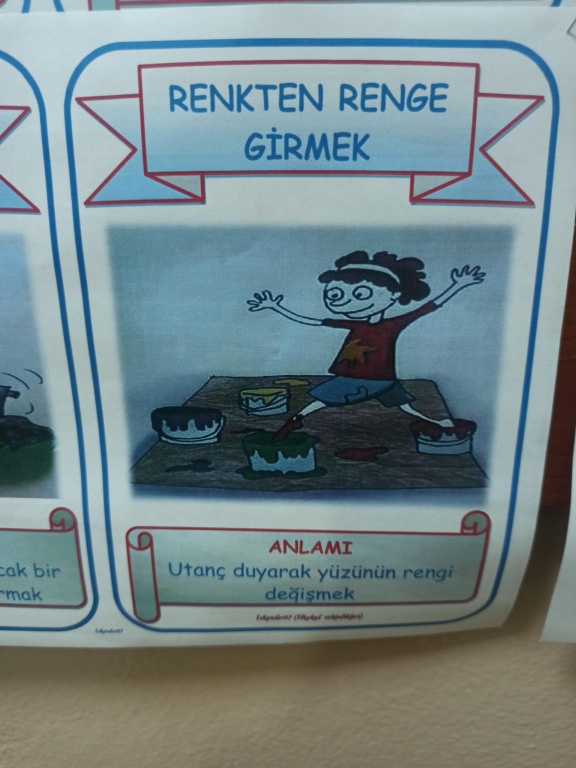 RENKTEN RENGE
GİRMEK
ANLAMI
Utanç duyarak yüzünün rengi
değişmek
cak bir
rmak